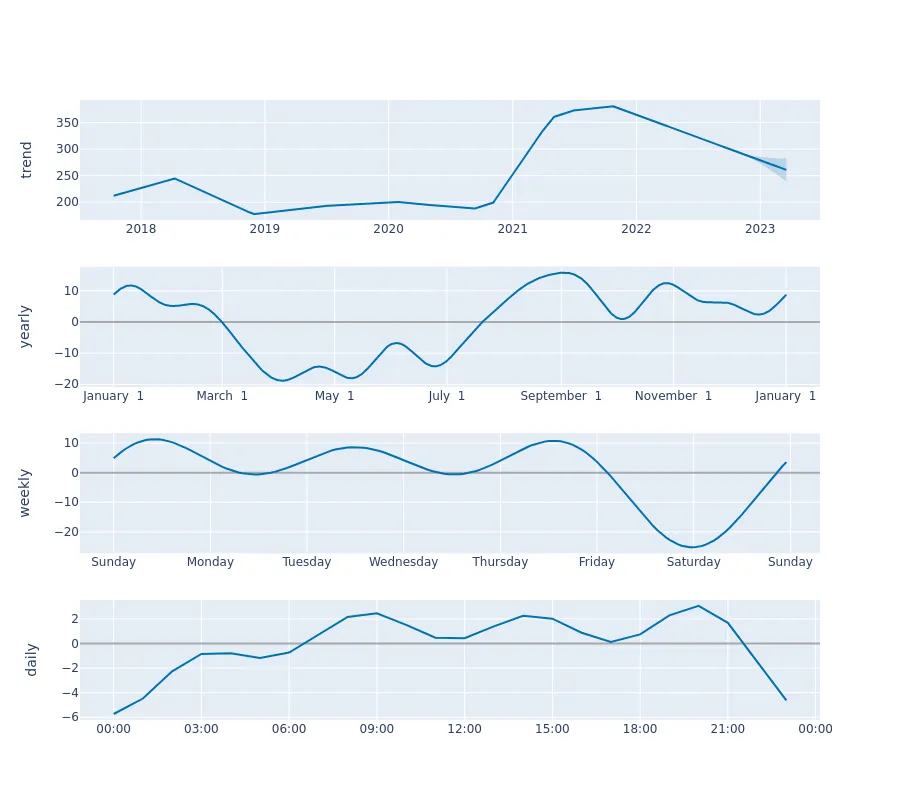 trend
350
300
250
200
2018 2019 2020 2021 2022 2023
yearly
10
0
−10
−20
January 1 March 1 May 1 July 1 September 1 November 1 January 1
weekly
10
0
−10
−20
Sunday Monday Tuesday Wednesday Thursday Friday Saturday Sunday
daily
2
0
−2
−4
−6
00:00 03:00 06:00 09:00 12:00 15:00 18:00 21:00 00:00